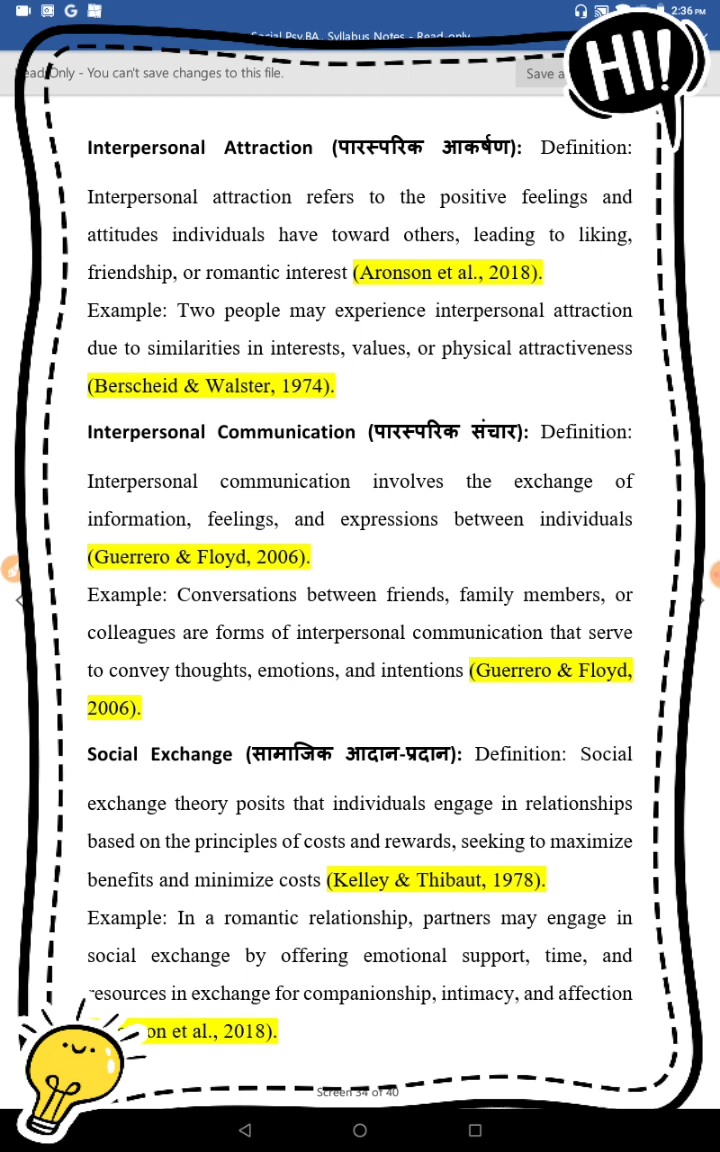 2:36 PM
Social Psy.BA. Syllabus Notes - Read-only
Read Only - You can't save changes to this file.
Save a
HI!
Interpersonal Attraction (पारस्परिक आकर्षण): Definition:
Interpersonal attraction refers to the positive feelings and
attitudes individuals have toward others, leading to liking,
friendship, or romantic interest (Aronson et al., 2018).
Example: Two people may experience interpersonal attraction
due to similarities in interests, values, or physical attractiveness
(Berscheid & Walster, 1974).
Interpersonal Communication (पारस्परिक संचार): Definition:
Interpersonal communication involves the exchange of
information, feelings, and expressions between individuals
(Guerrero & Floyd, 2006).
Example: Conversations between friends, family members, or
colleagues are forms of interpersonal communication that serve
to convey thoughts, emotions, and intentions (Guerrero & Floyd,
2006).
Social Exchange (सामाजिक आदान-प्रदान): Definition: Social
exchange theory posits that individuals engage in relationships
based on the principles of costs and rewards, seeking to maximize
benefits and minimize costs (Kelley & Thibaut, 1978).
Example: In a romantic relationship, partners may engage in
social exchange by offering emotional support, time, and
resources in exchange for companionship, intimacy, and affection
on et al., 2018).
Screen 34 of 40